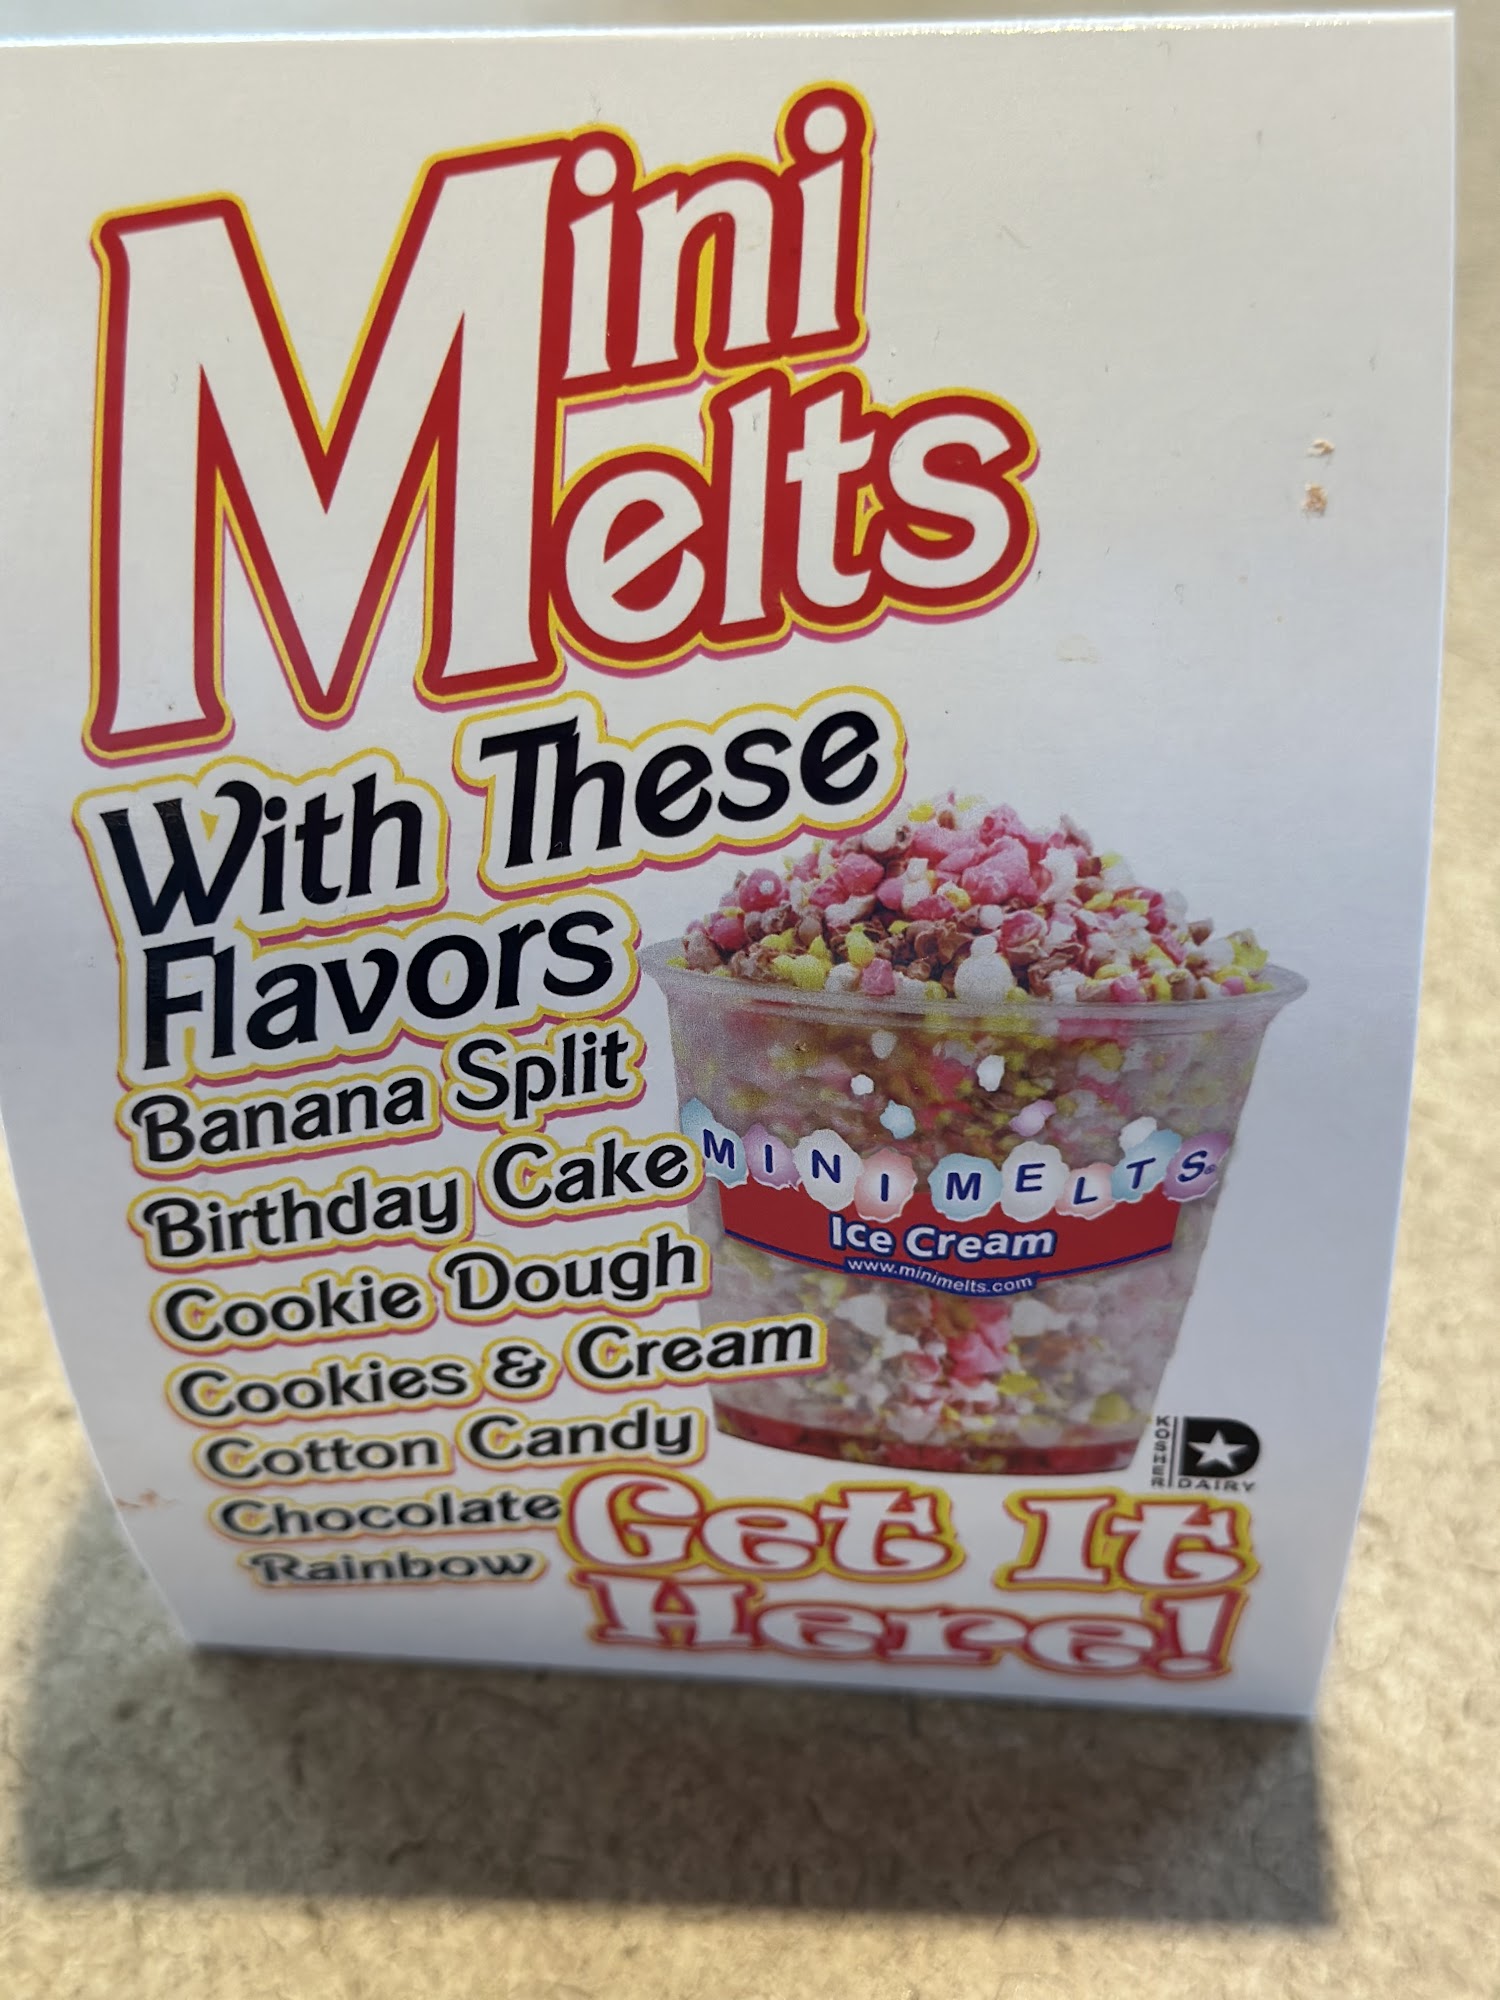 Mini
Melts
With These
Flavors
Banana Split
Birthday Cake
Cookie Dough
Cookies & Cream
Cotton Candy
Chocolate
Rainbow
MINI MELTS®
Ice Cream
www.minimelts.com
KOSHER
D
DAIRY
Get It
Here!